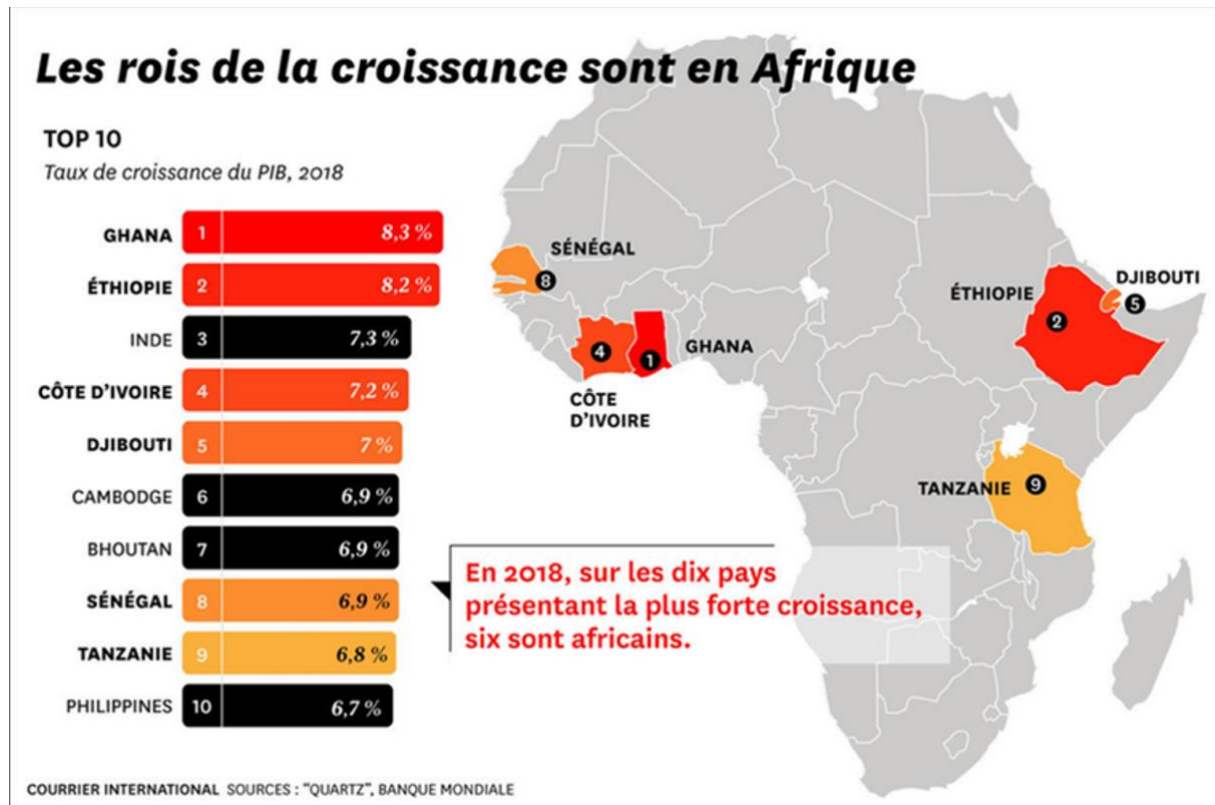 Les rois de la croissance sont en Afrique
TOP 10
Taux de croissance du PIB, 2018
GHANA 1 8,3 %
ÉTHIOPIE 2 8,2 %
INDE 3 7,3 %
CÔTE D'IVOIRE 4 7,2 %
DJIBOUTI 5 7 %
CAMBODGE 6 6,9 %
BHOUTAN 7 6,9 %
SÉNÉGAL 8 6,9 %
TANZANIE 9 6,8 %
PHILIPPINES 10 6,7 %
SÉNÉGAL
8
4
1
GHANA
CÔTE
D'IVOIRE
ÉTHIOPIE
2
DJIBOUTI
5
TANZANIE 9
En 2018, sur les dix pays
présentant la plus forte croissance,
six sont africains.
COURRIER INTERNATIONAL SOURCES : "QUARTZ", BANQUE MONDIALE